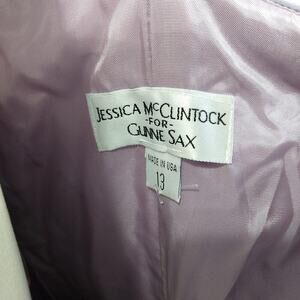 JESSICA McCLINTOCK
-FOR-
GUNNE SAX
MADE IN USA
13